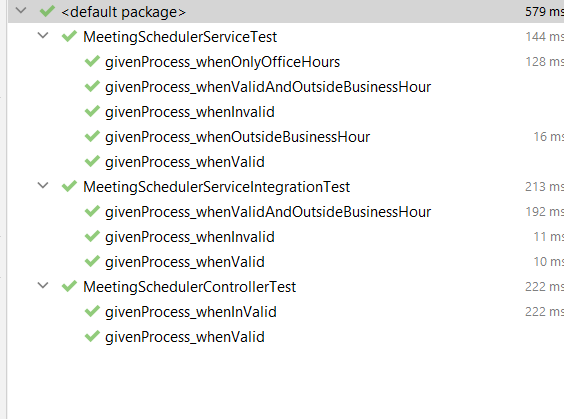 <default package> 579 ms
MeetingSchedulerServiceTest 144 ms
givenProcess_whenOnlyOfficeHours 128 ms
givenProcess_whenValidAndOutsideBusinessHour
givenProcess_whenInvalid
givenProcess_whenOutsideBusinessHour 16 ms
givenProcess_whenValid
MeetingSchedulerServiceIntegrationTest 213 ms
givenProcess_whenValidAndOutsideBusinessHour 192 ms
givenProcess_whenInvalid 11 ms
givenProcess_whenValid 10 ms
MeetingSchedulerControllerTest 222 ms
givenProcess_whenInValid 222 ms
givenProcess_whenValid